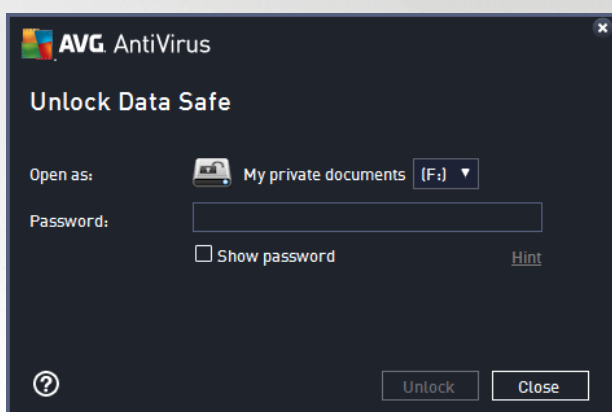 AVG. AntiVirus
Unlock Data Safe
Open as: My private documents (F:)
Password:
Show password Hint
Unlock Close